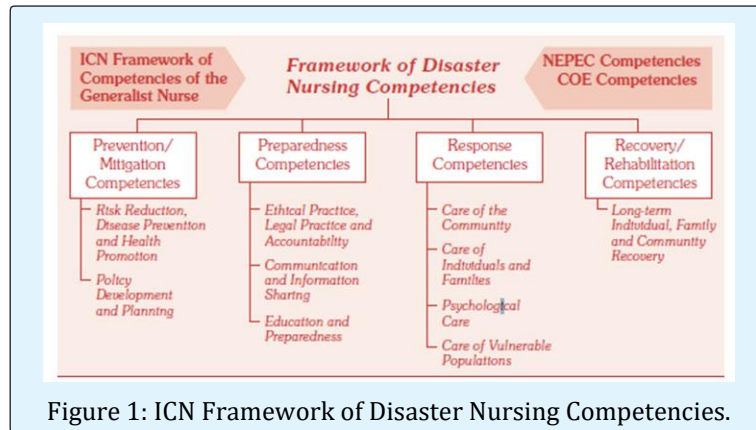 ICN Framework of
Competencies of the
Generalist Nurse
Framework of Disaster
Nursing Competencies
NEPEC Competencies
COE Competencies
Prevention/
Mitigation
Competencies
Risk Reduction,
Disease Prevention
and Health
Promotion
Policy
Development
and Planning
Preparedness
Competencies
Ethical Practice,
Legal Practice and
Accountability
Communication
and Information
Sharing
Education and
Preparedness
Response
Competencies
Care of the
Community
Care of
Individuals and
Families
Psychological
Care
Care of Vulnerable
Populations
Recovery/
Rehabilitation
Competencies
Long-term
Individual, Family
and Community
Recovery
Figure 1: ICN Framework of Disaster Nursing Competencies.